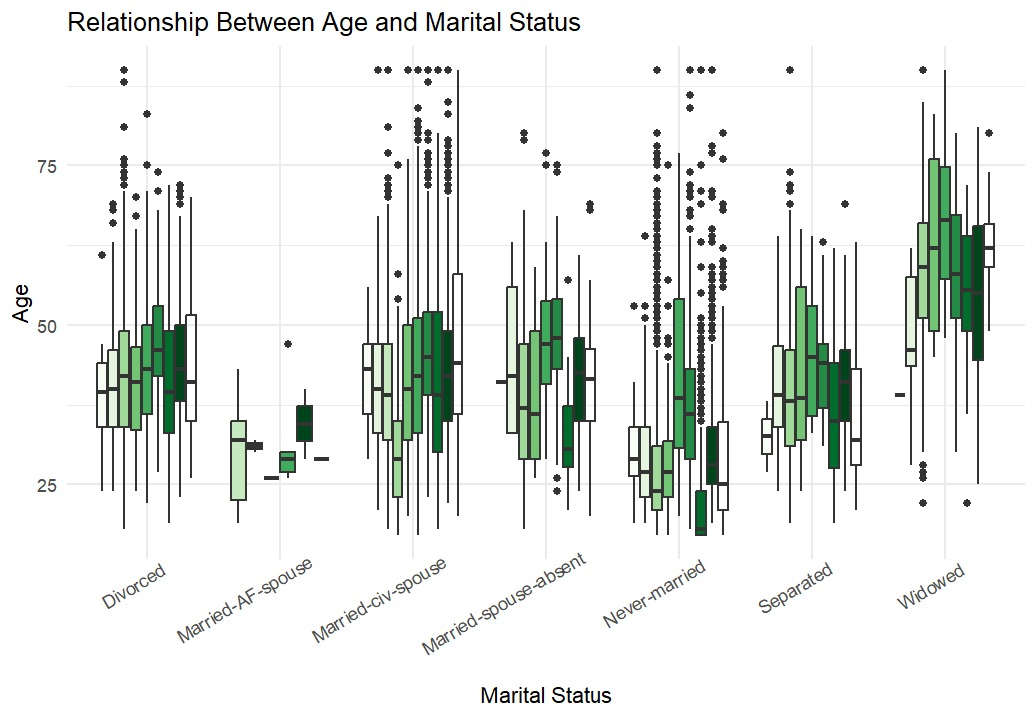 Relationship Between Age and Marital Status
Age
75
50
25
Divorced
Married-AF-spouse
Married-civ-spouse
Married-spouse-absent
Never-married
Separated
Widowed
Marital Status